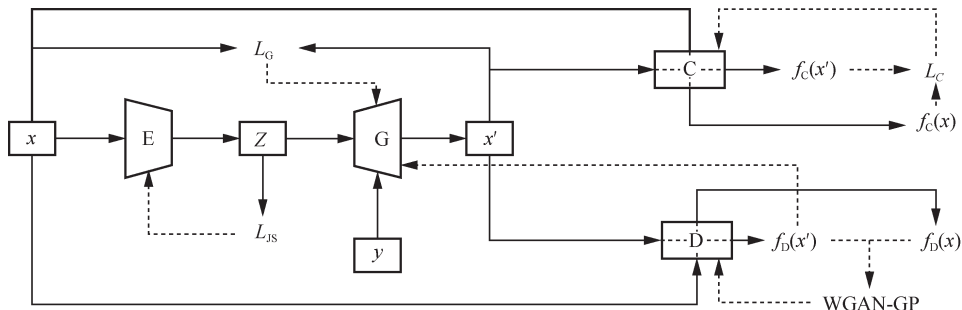 L_G
C
f_C(x′)
L_C
f_C(x)
x
E
Z
G
x′
L_JS
y
D
f_D(x′)
f_D(x)
WGAN-GP